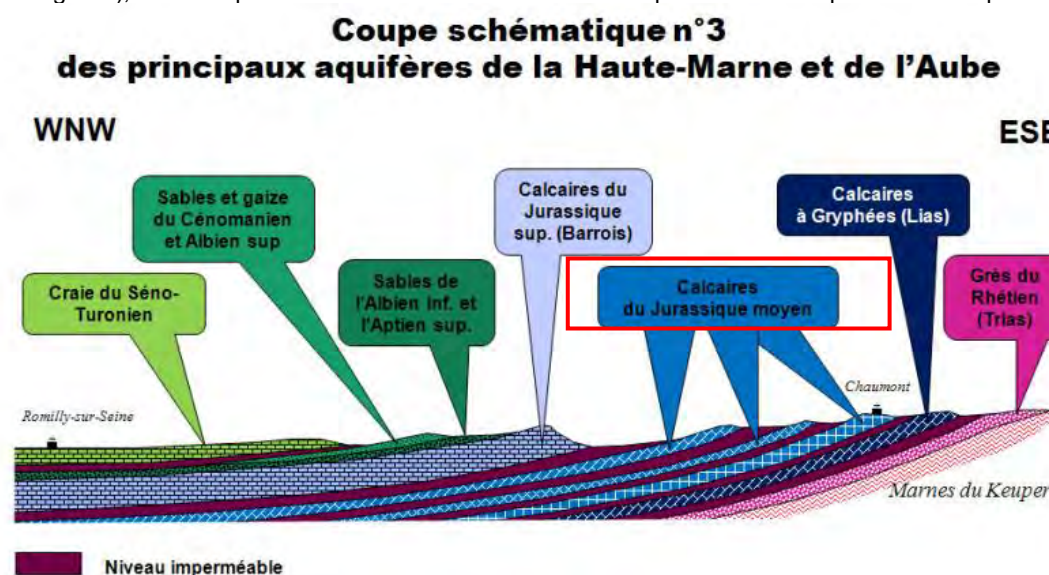 Coupe schématique n°3
des principaux aquifères de la Haute-Marne et de l'Aube
WNW
ESE
Sables et gaize
du Cénomanien
et Albien sup
Calcaires du
Jurassique
sup. (Barrois)
Calcaires
à Gryphées (Lias)
Craie du Séno-
Turonien
Sables de
l'Albien Inf. et
l'Aptien sup.
Calcaires
du Jurassique moyen
Grès du
Rhétien
(Trias)
Romilly-sur-Seine
Chaumont
Marnes du Keuper
Niveau imperméable